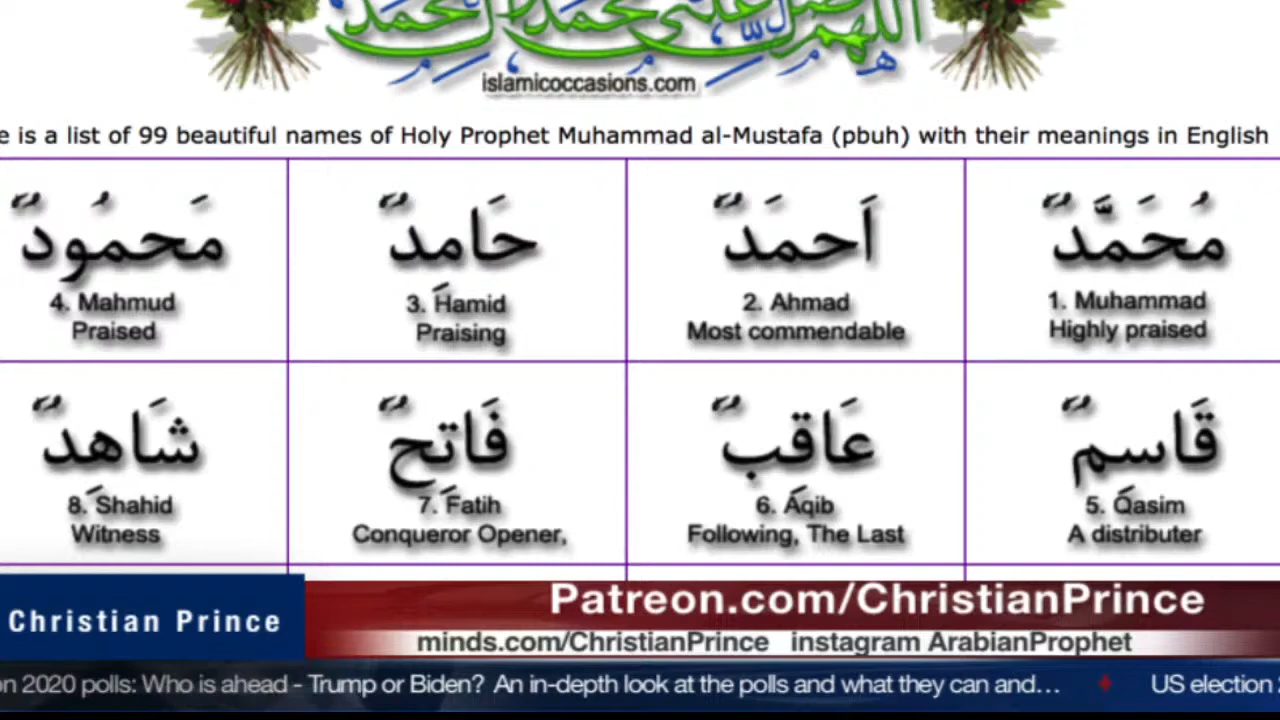 islamicoccasions.com
e is a list of 99 beautiful names of Holy Prophet Muhammad al-Mustafa (pbuh) with their meanings in English
مُحَمَّدٌ
1. Muhammad
Highly praised
اَحمَدٌ
2. Ahmad
Most commendable
حَامِدٌ
3. Hamid
Praising
مَحمُودٌ
4. Mahmud
Praised
قَاسِمٌ
5. Qasim
A distributer
عَاقِبٌ
6. Aqib
Following, The Last
فَاتِحٌ
7. Fatih
Conqueror Opener,
شَاهِدٌ
8. Shahid
Witness
Christian Prince
Patreon.com/ChristianPrince
minds.com/ChristianPrince instagram ArabianProphet
on 2020 polls: Who is ahead - Trump or Biden? An in-depth look at the polls and what they can and... US election